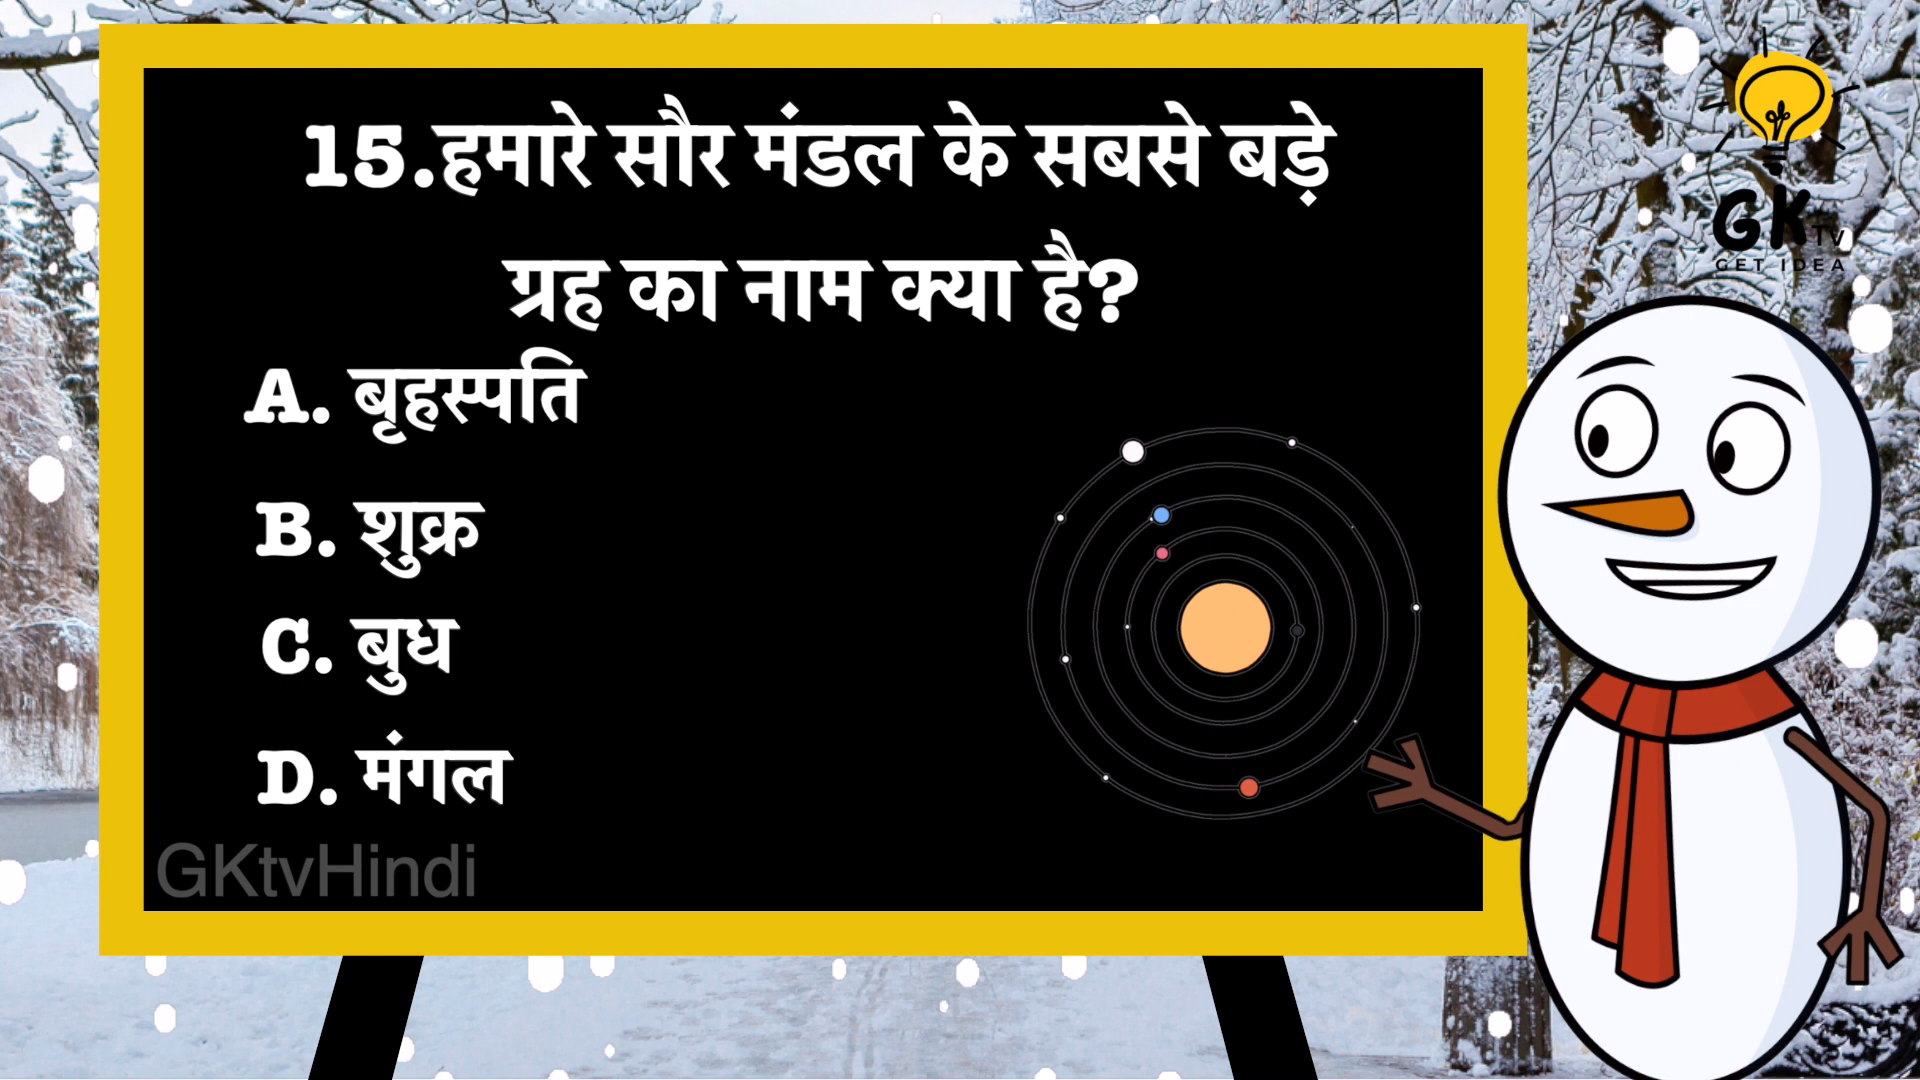 15.हमारे सौर मंडल के सबसे बड़े
ग्रह का नाम क्या है?
A. बृहस्पति
B. शुक्र
C. बुध
D. मंगल
GKtvHindi
GK TV
GET IDEA